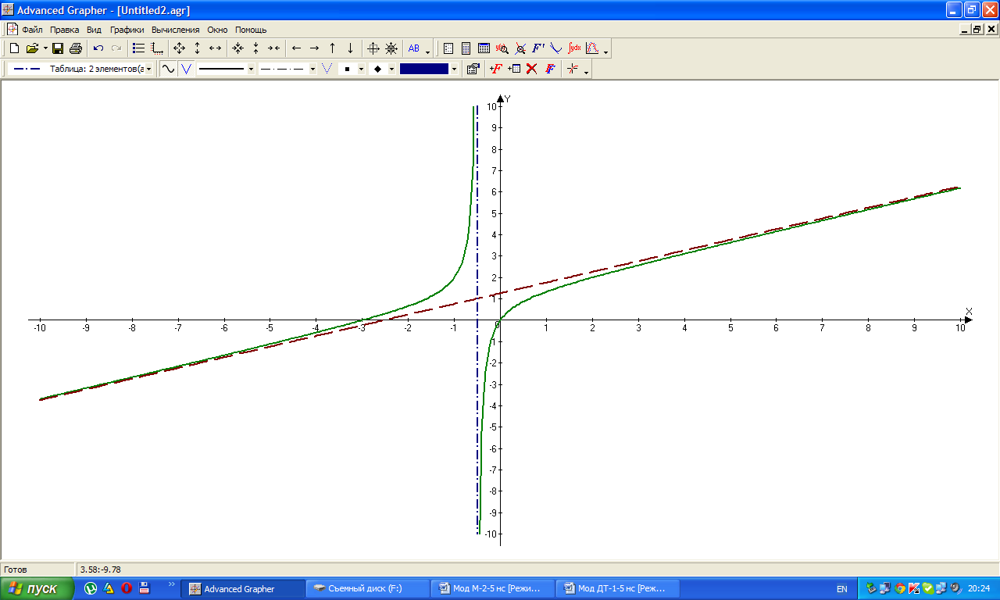 Advanced Grapher - [Untitled2.agr]
Файл Правка Вид Графики Вычисления Окно Помощь
AB y(x) F' ∫ydx
Таблица: 2 элементов(а +F F
Y
10
9
8
7
6
5
4
3
2
1
X
-10 -9 -8 -7 -6 -5 -4 -3 -2 -1 0 1 2 3 4 5 6 7 8 9 10
-1
-2
-3
-4
-5
-6
-7
-8
-9
-10
Готов 3.58:-9.78
пуск Advanced Grapher Съемный диск (F:) Мод М-2-5 нс [Режи... Мод ДТ-1-5 нс [Реж... EN 20:24